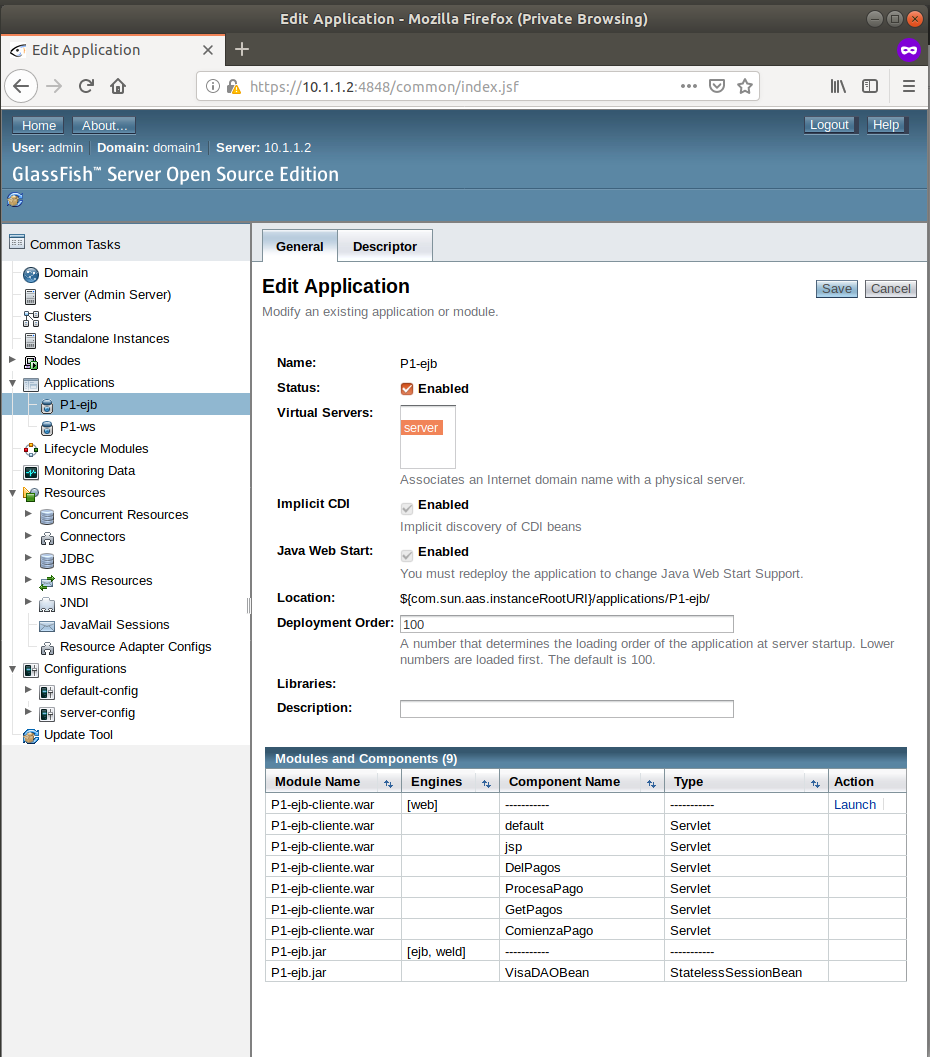 Edit Application - Mozilla Firefox (Private Browsing)
Edit Application
https://10.1.1.2:4848/common/index.jsf
Home About...
Logout Help
User: admin Domain: domain1 Server: 10.1.1.2
GlassFish™ Server Open Source Edition
Common Tasks
Domain
server (Admin Server)
Clusters
Standalone Instances
Nodes
Applications
P1-ejb
P1-ws
Lifecycle Modules
Monitoring Data
Resources
Concurrent Resources
Connectors
JDBC
JMS Resources
JNDI
JavaMail Sessions
Resource Adapter Configs
Configurations
default-config
server-config
Update Tool
General Descriptor
Edit Application
Save Cancel
Modify an existing application or module.
Name: P1-ejb
Status: Enabled
Virtual Servers:
server
Associates an Internet domain name with a physical server.
Implicit CDI Enabled
Implicit discovery of CDI beans
Java Web Start: Enabled
You must redeploy the application to change Java Web Start Support.
Location: ${com.sun.aas.instanceRootURI}/applications/P1-ejb/
Deployment Order: 100
A number that determines the loading order of the application at server startup. Lower
numbers are loaded first. The default is 100.
Libraries:
Description:
Modules and Components (9)
Module Name Engines Component Name Type Action
P1-ejb-cliente.war [web] ----------- ----------- Launch
P1-ejb-cliente.war default Servlet
P1-ejb-cliente.war jsp Servlet
P1-ejb-cliente.war DelPagos Servlet
P1-ejb-cliente.war ProcesaPago Servlet
P1-ejb-cliente.war GetPagos Servlet
P1-ejb-cliente.war ComienzaPago Servlet
P1-ejb.jar [ejb, weld] ----------- -----------
P1-ejb.jar VisaDAOBean StatelessSessionBean